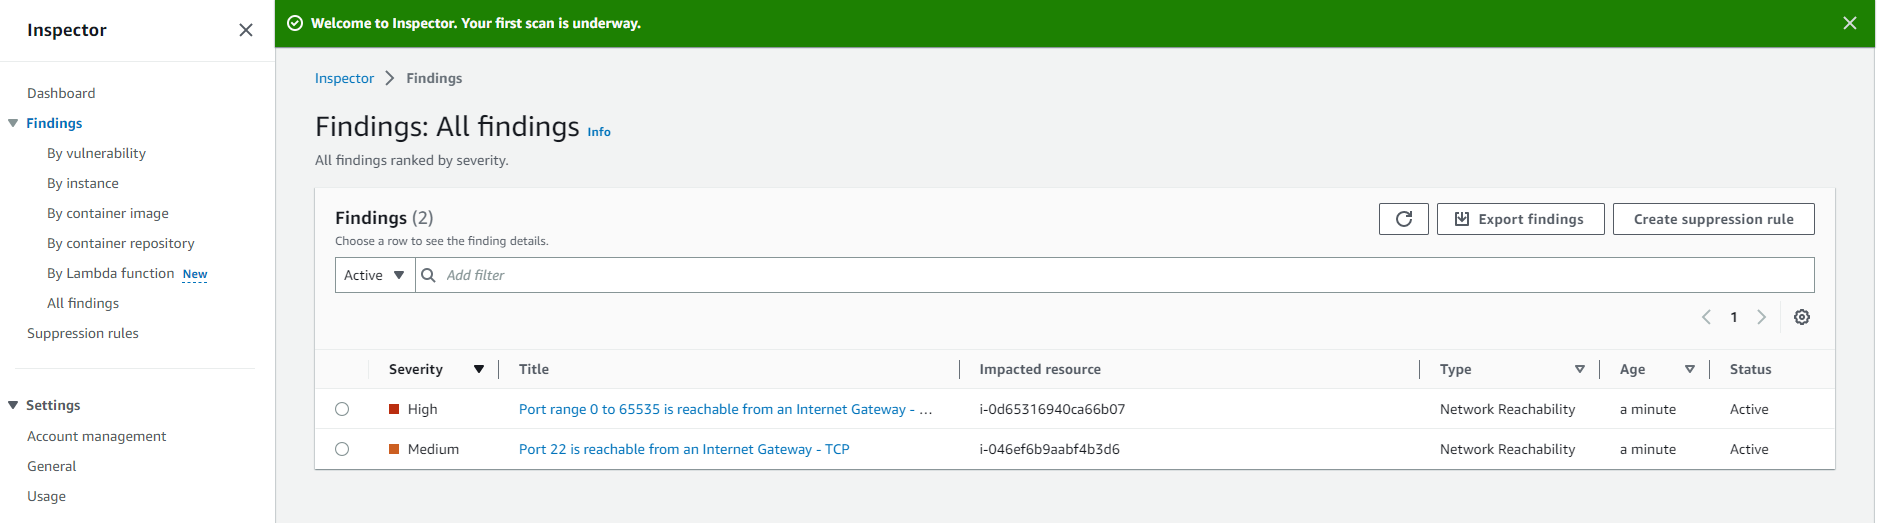 Inspector
Welcome to Inspector. Your first scan is underway.
Dashboard
Findings
By vulnerability
By instance
By container image
By container repository
By Lambda function New
All findings
Suppression rules
Settings
Account management
General
Usage
Inspector > Findings
Findings: All findings Info
All findings ranked by severity.
Findings (2)
Choose a row to see the finding details.
Export findings
Create suppression rule
Active
Add filter
1
Severity Title Impacted resource Type Age Status
High Port range 0 to 65535 is reachable from an Internet Gateway - ... i-0d65316940ca66b07 Network Reachability a minute Active
Medium Port 22 is reachable from an Internet Gateway - TCP i-046ef6b9aabf4b3d6 Network Reachability a minute Active